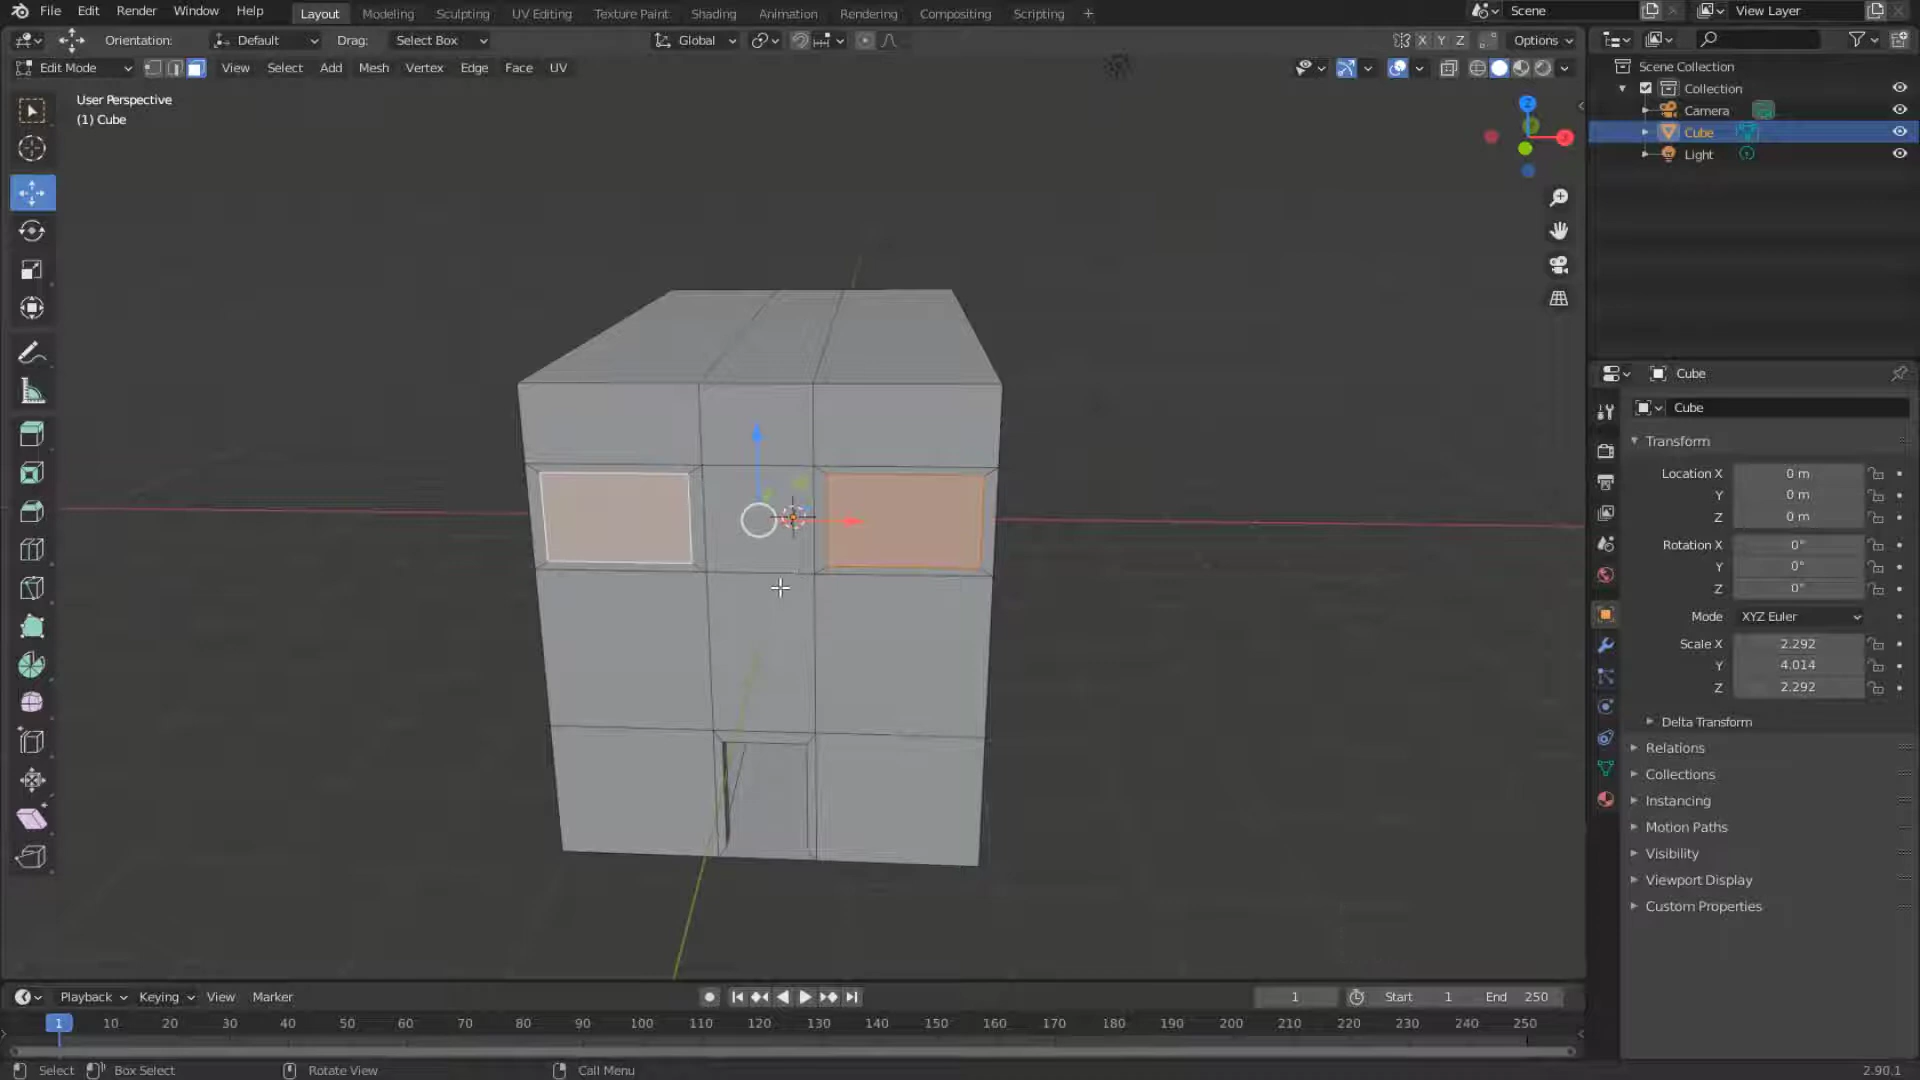 File Edit Render Window Help Layout Modeling Sculpting UV Editing Texture Paint Shading Animation Rendering Compositing Scripting + Scene View Layer
Orientation: Default Drag: Select Box Global X Y Z Options
Edit Mode View Select Add Mesh Vertex Edge Face UV
User Perspective
(1) Cube
Z
X
Scene Collection
Collection
Camera
Cube
Light
Cube
Cube
Transform
Location X 0 m
Y 0 m
Z 0 m
Rotation X 0°
Y 0°
Z 0°
Mode XYZ Euler
Scale X 2.292
Y 4.014
Z 2.292
Delta Transform
Relations
Collections
Instancing
Motion Paths
Visibility
Viewport Display
Custom Properties
Playback Keying View Marker 1 Start 1 End 250
1 10 20 30 40 50 60 70 80 90 100 110 120 130 140 150 160 170 180 190 200 210 220 230 240 250
Select Box Select Rotate View Call Menu 2.90.1